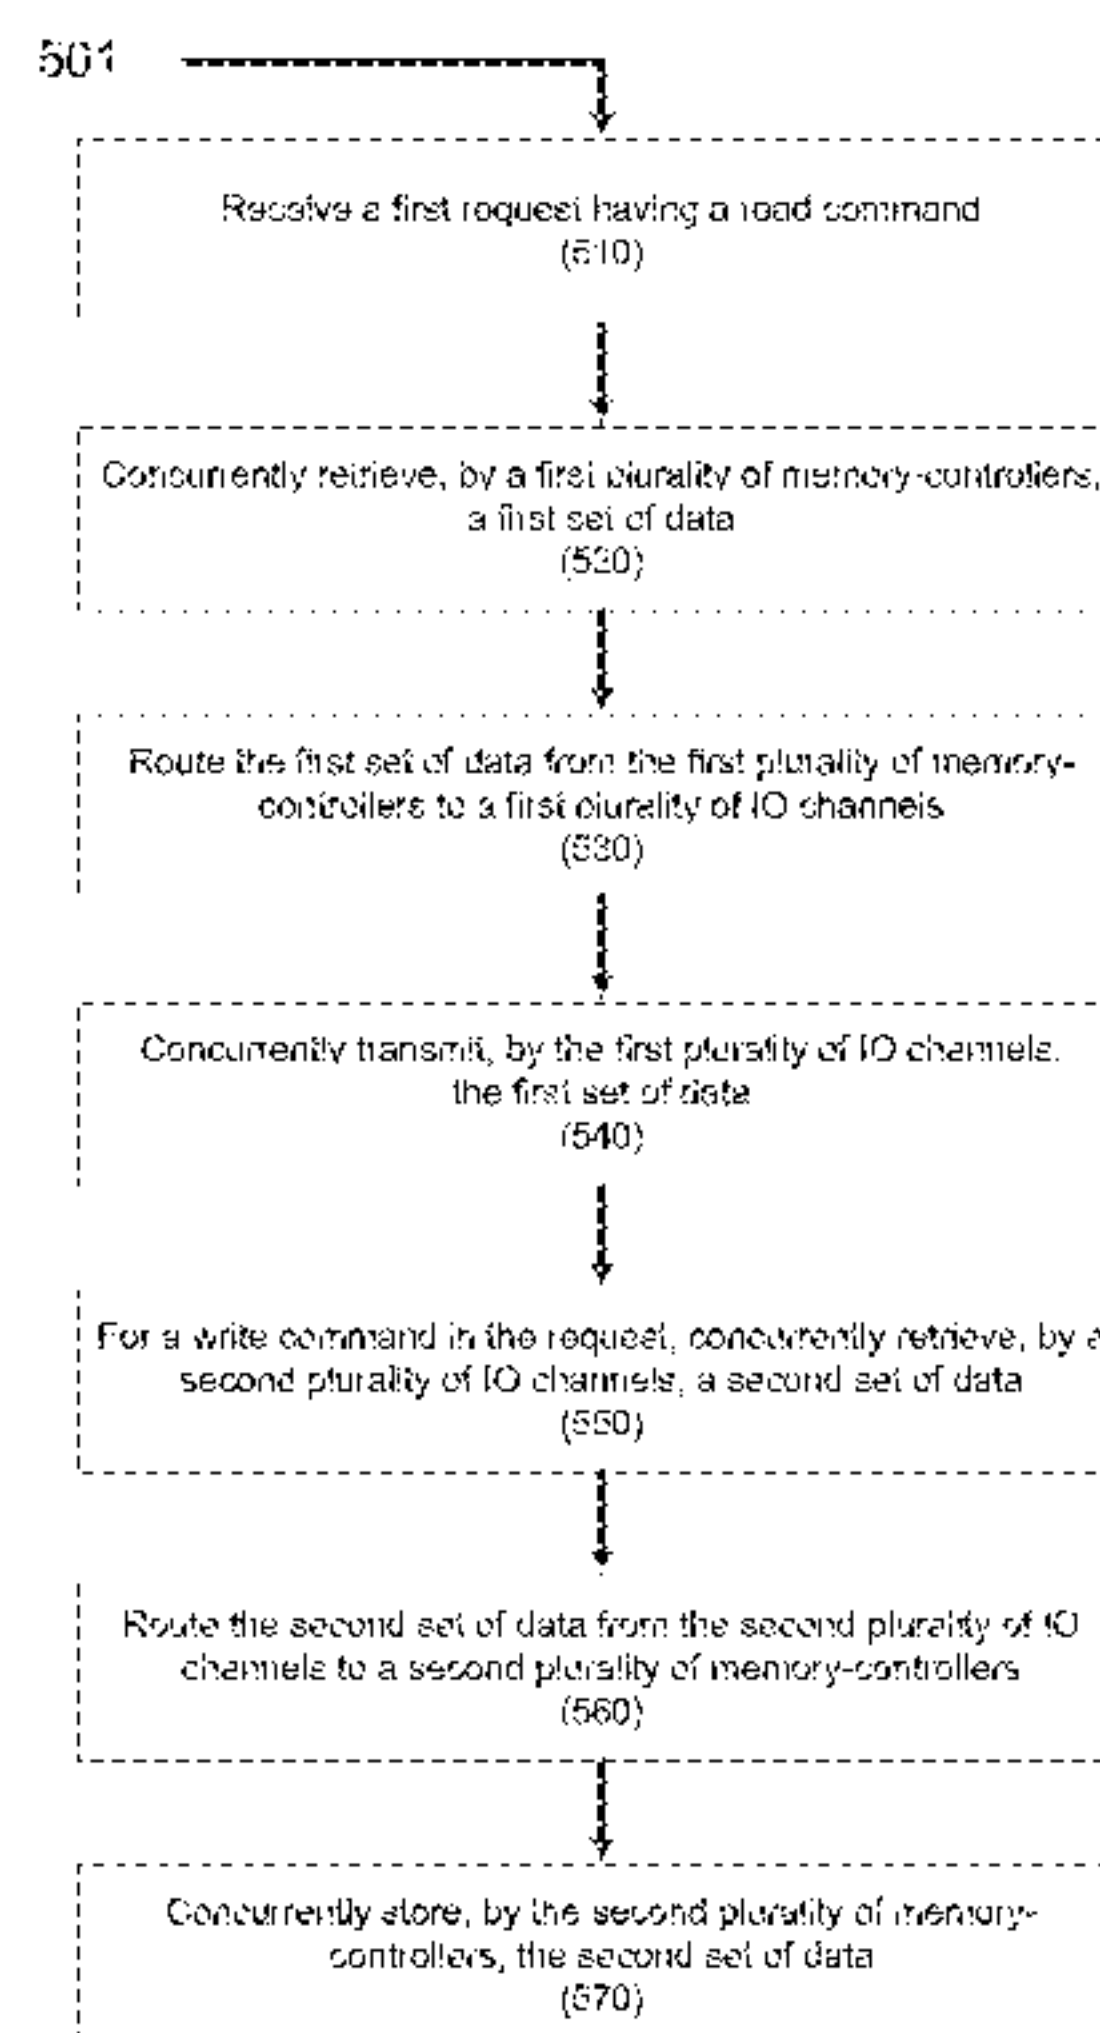 501
Receive a first request having a read command
(510)
Concurrently retrieve, by a first plurality of memory-controllers,
a first set of data
(520)
Route the first set of data from the first plurality of memory-
controllers to a first plurality of IO channels
(530)
Concurrently transmit, by the first plurality of IO channels,
the first set of data
(540)
For a write command in the request, concurrently retrieve, by a
second plurality of IO channels, a second set of data
(550)
Route the second set of data from the second plurality of IO
channels to a second plurality of memory-controllers
(560)
Concurrently store, by the second plurality of memory-
controllers, the second set of data
(570)